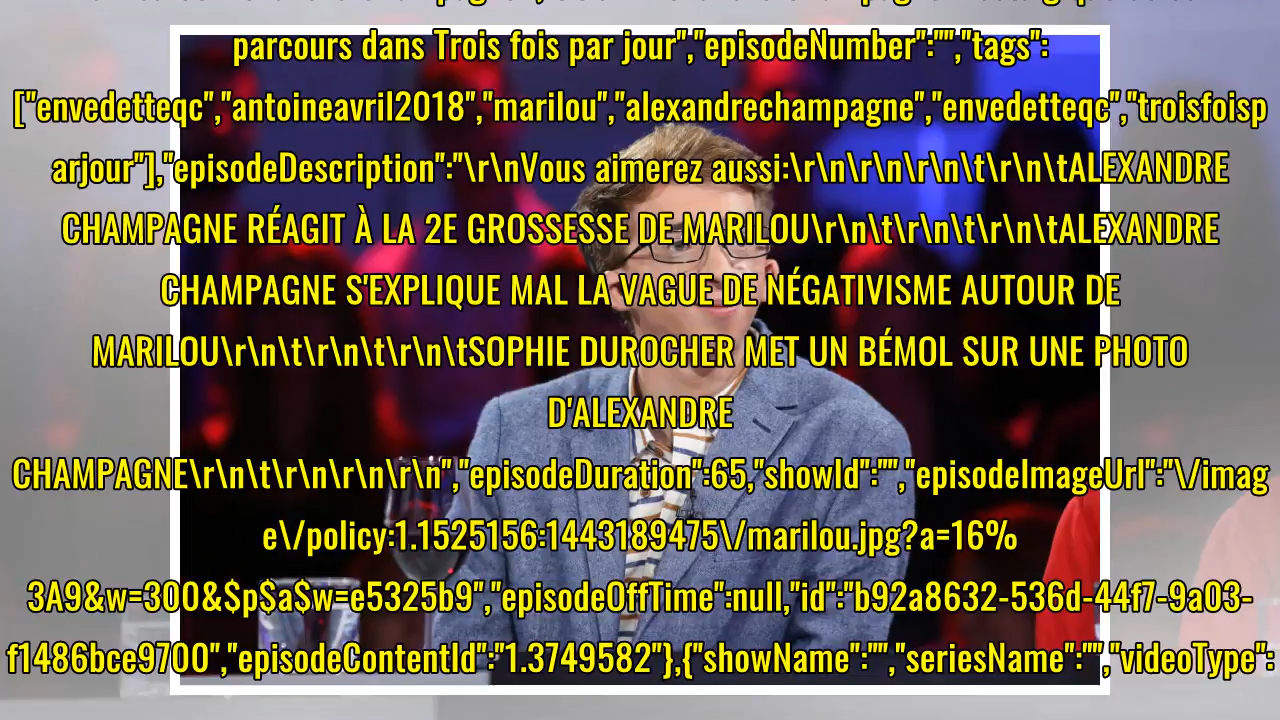 parcours dans Trois fois par jour","episodeNumber":"","tags":
["envedetteqc","antoineavril2018","marilou","alexandrechampagne","envedetteqc","troisfoisp
arjour"],"episodeDescription":"\r\nVous aimerez aussi:\r\n\r\n\r\n\t\r\n\tALEXANDRE
CHAMPAGNE RÉAGIT À LA 2E GROSSESSE DE MARILOU\r\n\t\r\n\t\r\n\tALEXANDRE
CHAMPAGNE S'EXPLIQUE MAL LA VAGUE DE NÉGATIVISME AUTOUR DE
MARILOU\r\n\t\r\n\t\r\n\tSOPHIE DUROCHER MET UN BÉMOL SUR UNE PHOTO
D'ALEXANDRE
CHAMPAGNE\r\n\t\r\n\r\n\r\n","episodeDuration":65,"showId":"","episodeImageUrl":"\/imag
e\/policy:1.1525156:1443189475\/marilou.jpg?a=16%
3A9&w=300&$p$a$w=e5325b9","episodeOffTime":null,"id":"b92a8632-536d-44f7-9a03-
f1486bce9700","episodeContentId":"1.3749582"},{"showName":"","seriesName":"","videoType":